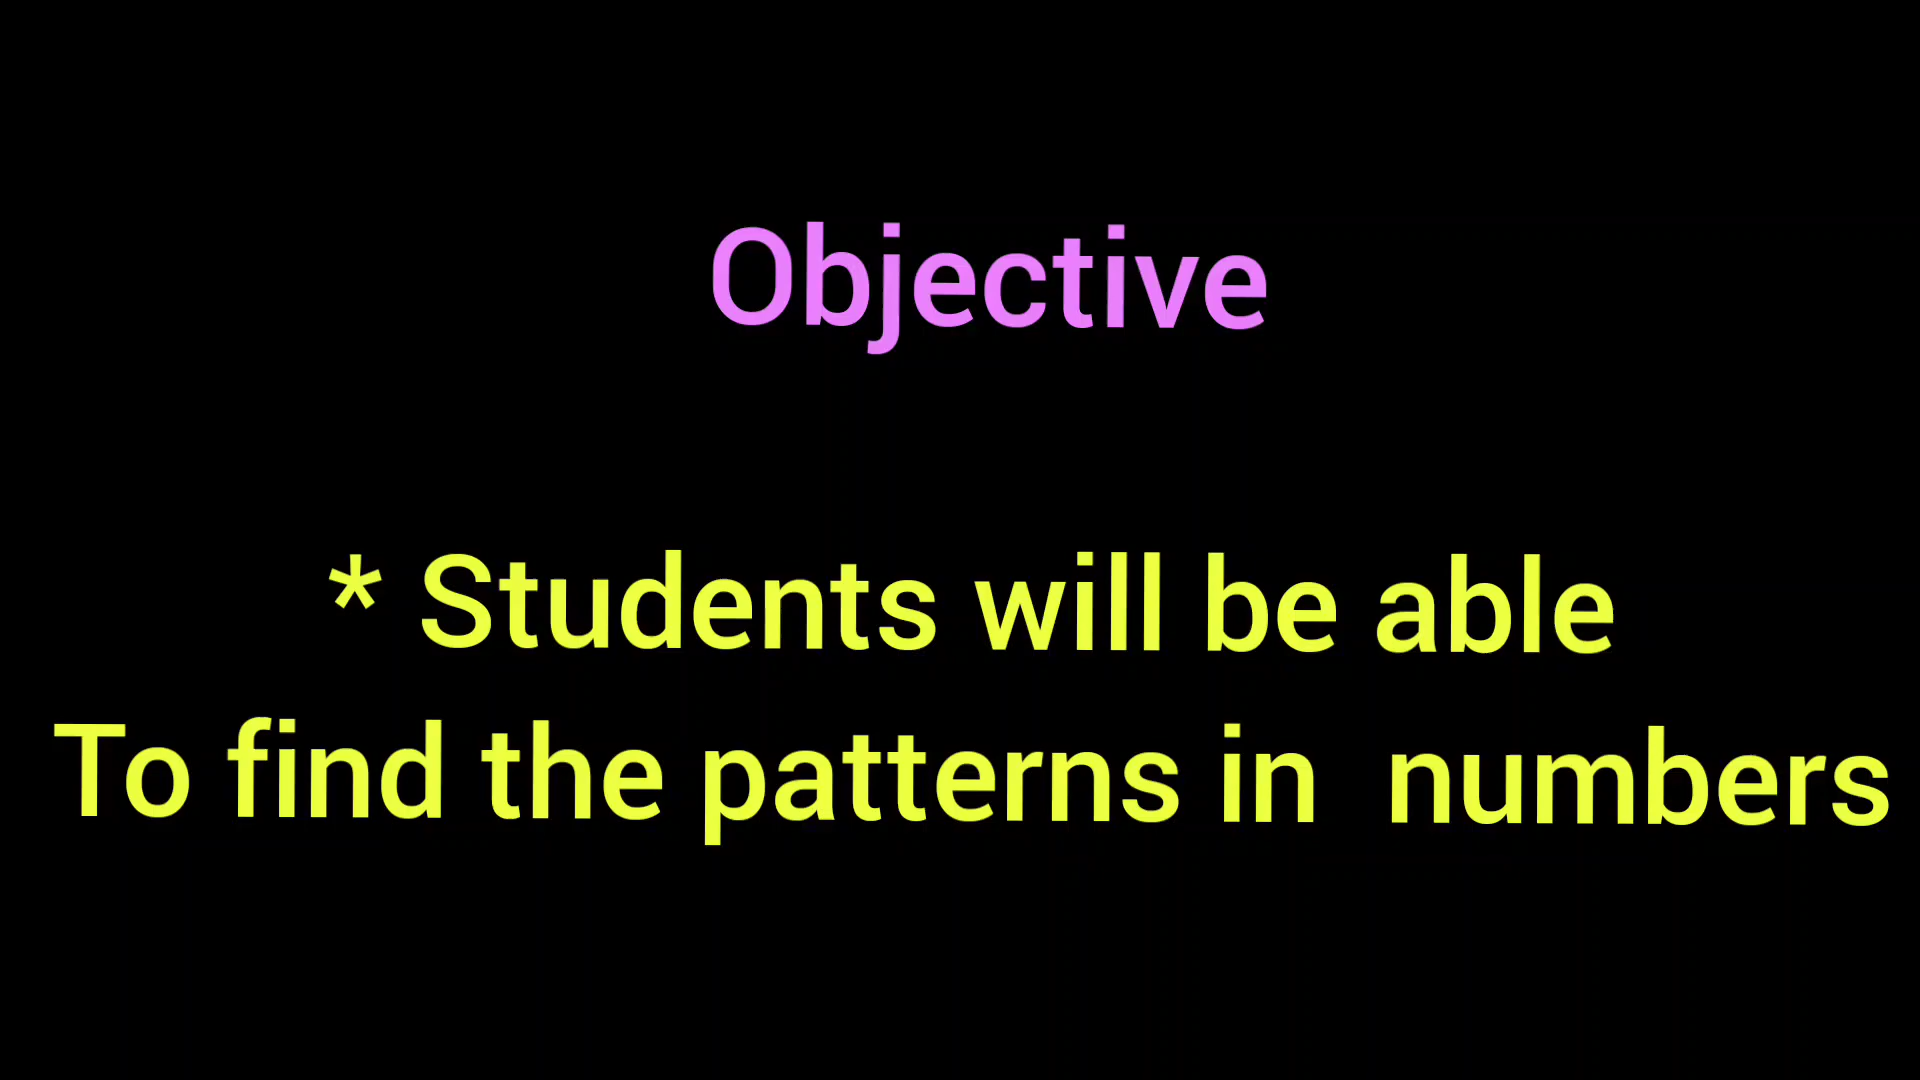 Objective
* Students will be able
To find the patterns in  numbers